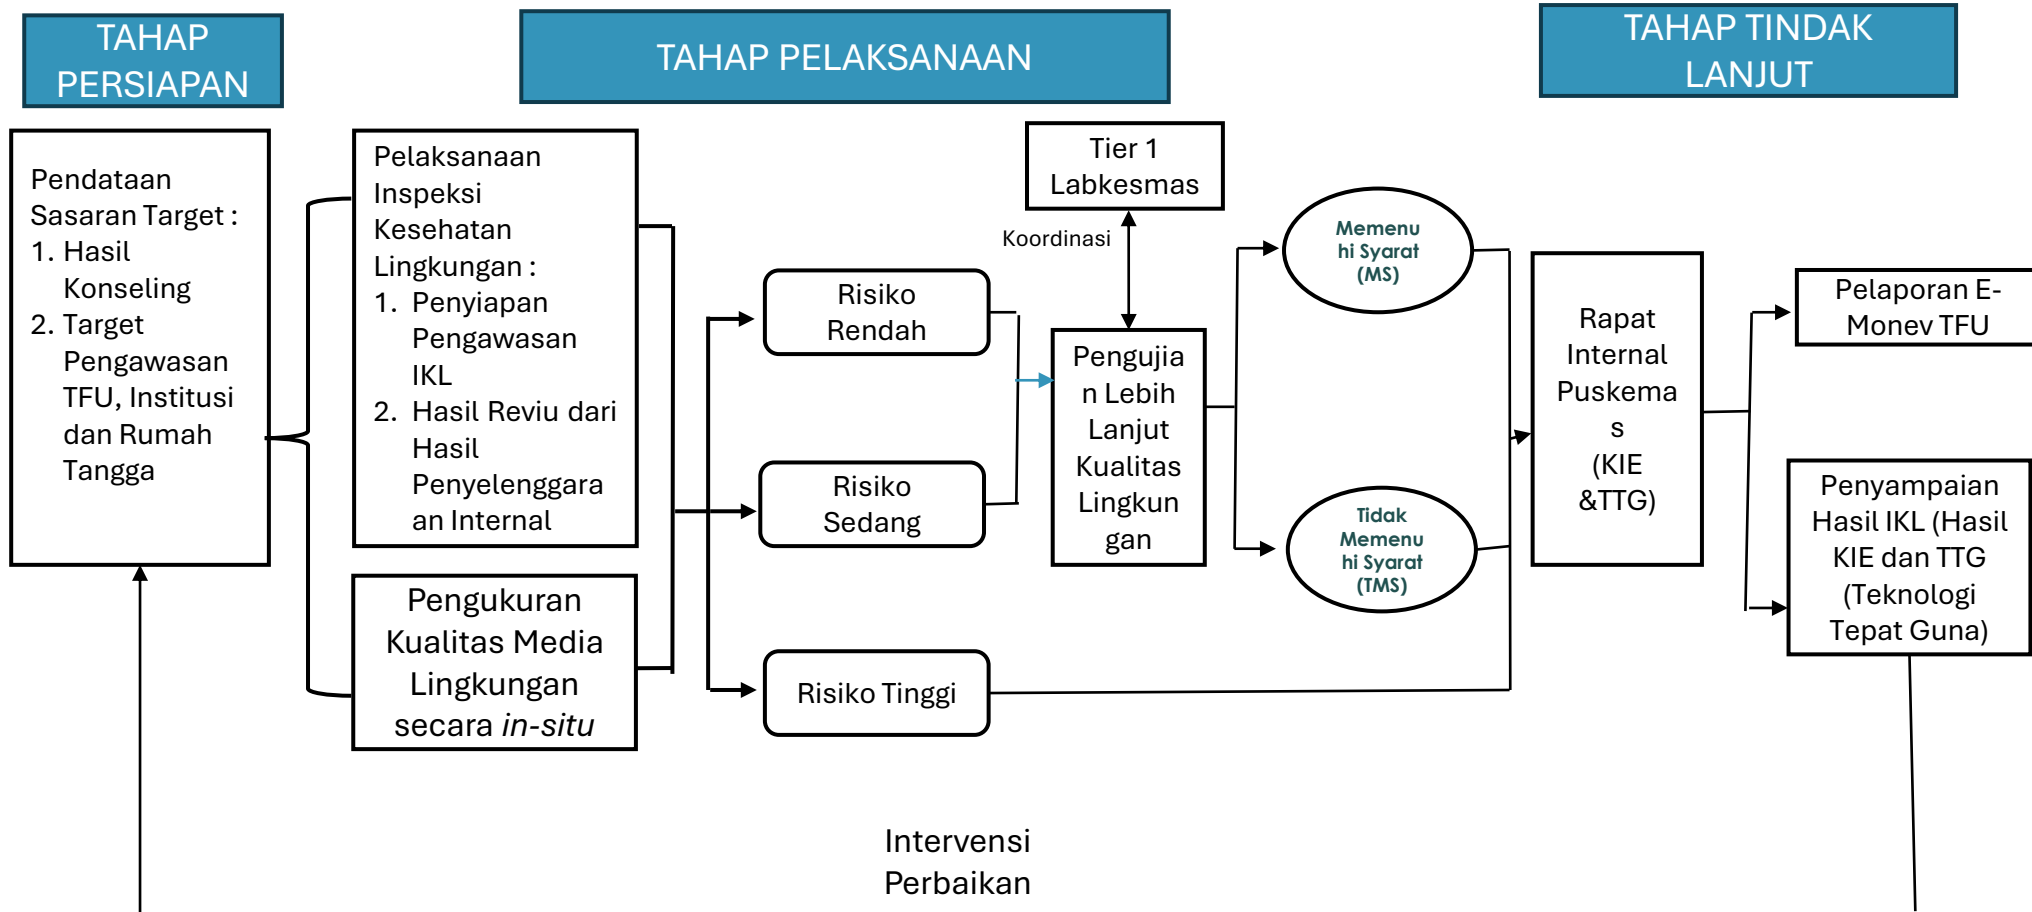 TAHAP
PERSIAPAN
TAHAP PELAKSANAAN
TAHAP TINDAK
LANJUT
Pendataan
Sasaran Target :
1. Hasil
Konseling
2. Target
Pengawasan
TFU, Institusi
dan Rumah
Tangga
Pelaksanaan
Inspeksi
Kesehatan
Lingkungan :
1. Penyiapan
Pengawasan
IKL
2. Hasil Reviu dari
Hasil
Penyelenggara
an Internal
Pengukuran
Kualitas Media
Lingkungan
secara in-situ
Risiko
Rendah
Risiko
Sedang
Risiko Tinggi
Tier 1
Labkesmas
Koordinasi
Pengujia
n Lebih
Lanjut
Kualitas
Lingkun
gan
Memenu
hi Syarat
(MS)
Tidak
Memenu
hi Syarat
(TMS)
Rapat
Internal
Puskema
s
(KIE
&TTG)
Pelaporan E-
Monev TFU
Penyampaian
Hasil IKL (Hasil
KIE dan TTG
(Teknologi
Tepat Guna)
Intervensi
Perbaikan